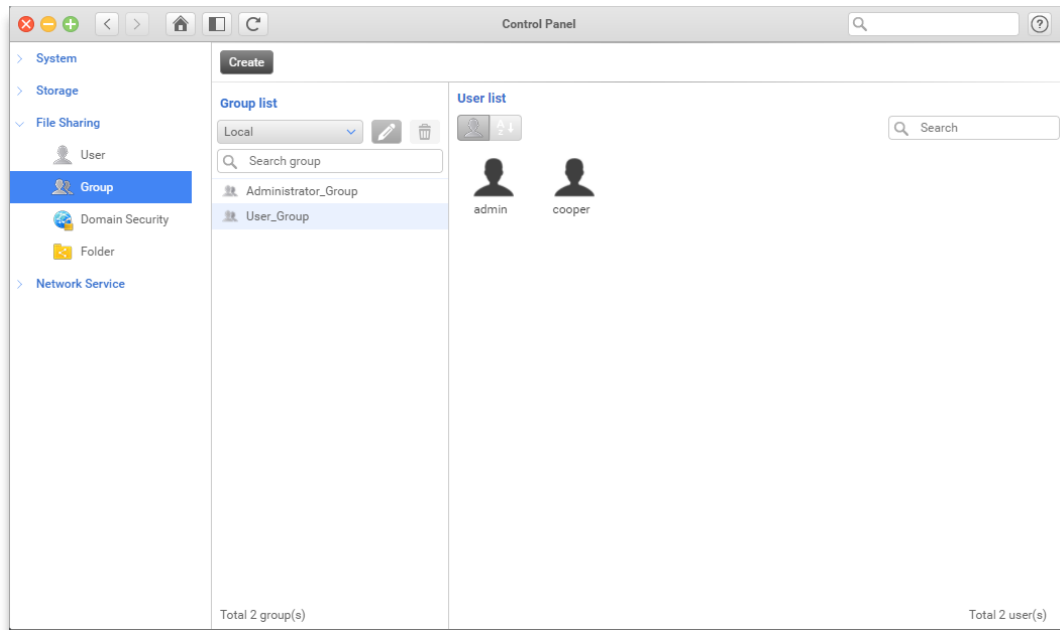 Control Panel
?
System
Storage
File Sharing
User
Group
Domain Security
Folder
Network Service
Create
Group list
Local
Search group
Administrator_Group
User_Group
Total 2 group(s)
User list
A Z
Search
admin
cooper
Total 2 user(s)